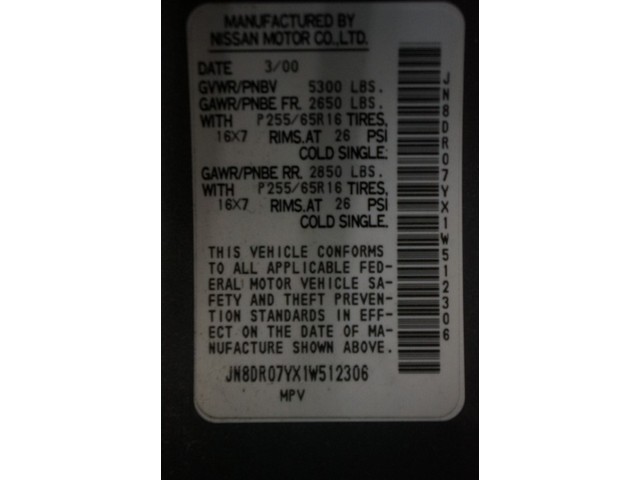 MANUFACTURED BY
NISSAN MOTOR CO.,LTD.
DATE 3/00
GVWR/PNBV 5300 LBS.
GAWR/PNBE FR. 2650 LBS.
WITH P255/65R16 TIRES,
16X7 RIMS.AT 26 PSI
COLD SINGLE.
GAWR/PNBE RR. 2850 LBS.
WITH P255/65R16 TIRES,
16X7 RIMS.AT 26 PSI
COLD SINGLE.
THIS VEHICLE CONFORMS
TO ALL APPLICABLE FED-
ERAL MOTOR VEHICLE SA-
FETY AND THEFT PREVEN-
TION STANDARDS IN EFF-
ECT ON THE DATE OF MA-
NUFACTURE SHOWN ABOVE.
JN8DR07YX1W512306
MPV
JN8DR07YX1W512306